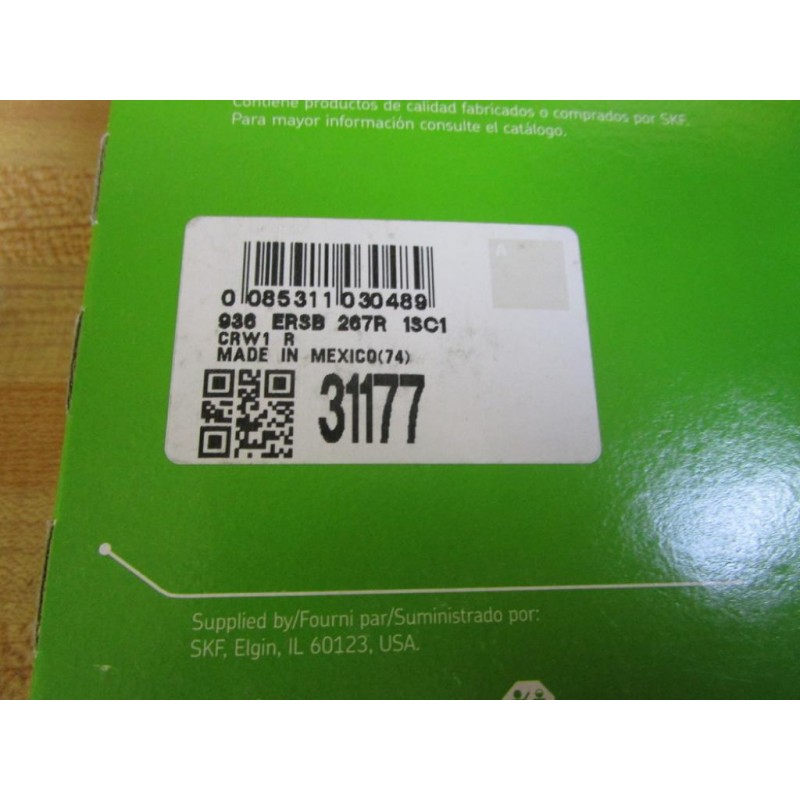 Contiene productos de calidad fabricados o comprados por SKF.
Para mayor información consulte el catálogo.
A
0 085311 030489
936 ERSB 267R 1SC1
CRW1 R
MADE IN MEXICO(74)
31177
Supplied by/Fourni par/Suministrado por:
SKF, Elgin, IL 60123, USA.